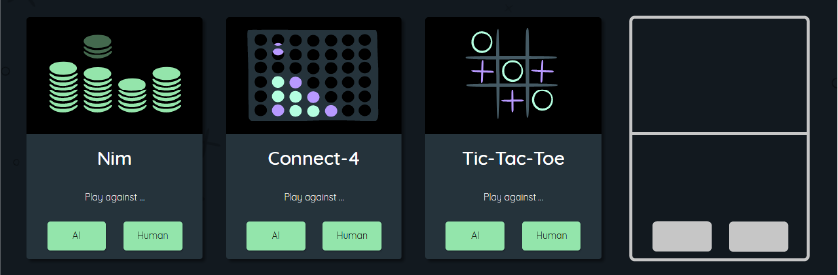 Nim
Play against ...
AI
Human
Connect-4
Play against ...
AI
Human
Tic-Tac-Toe
Play against ...
AI
Human